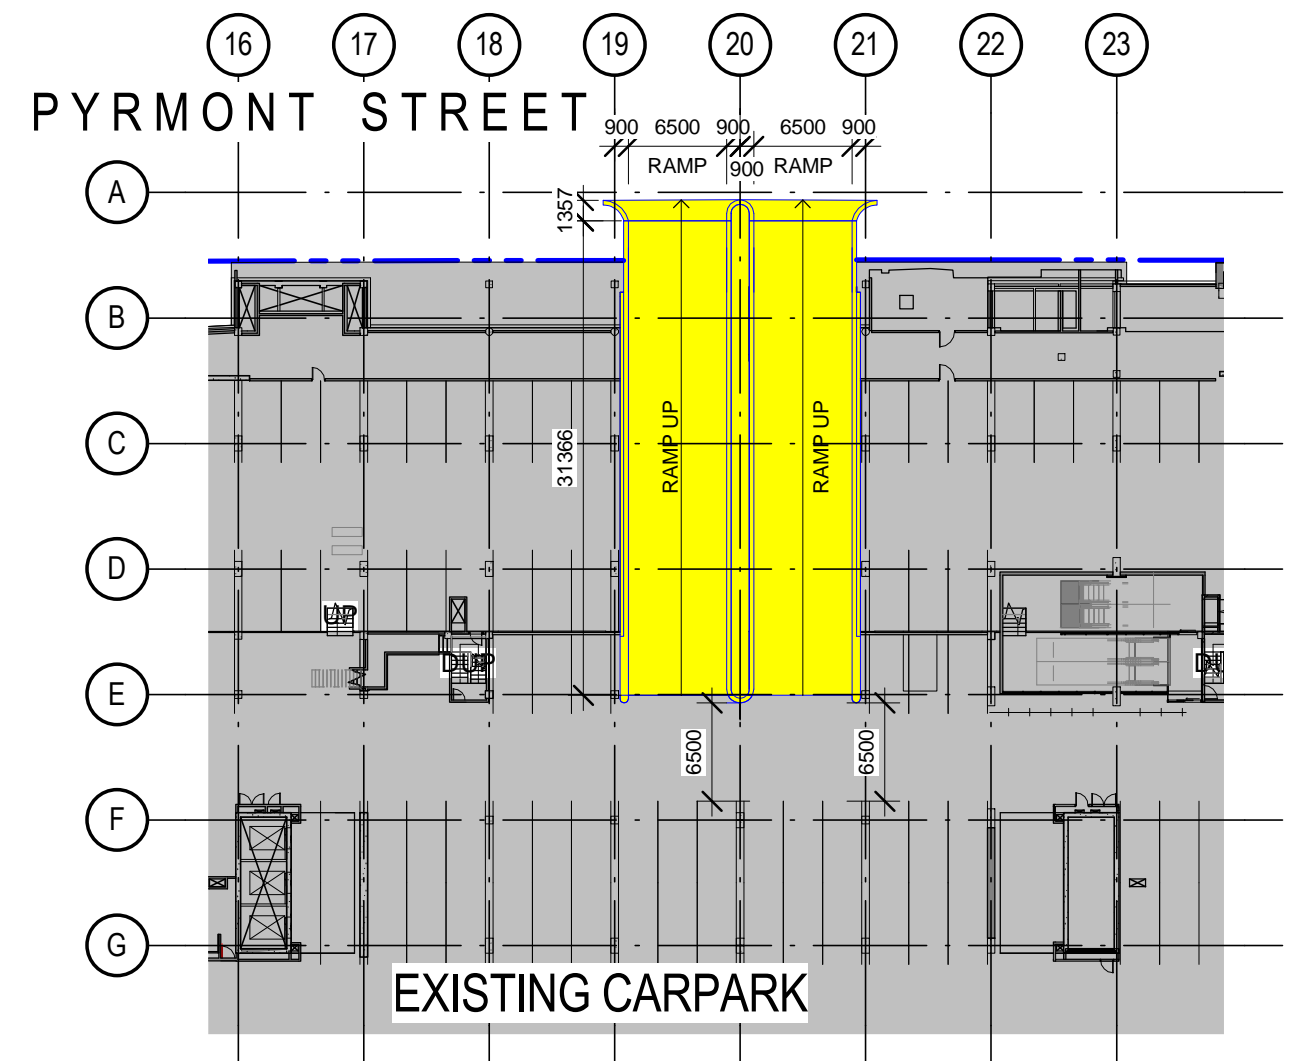 16 17 18 19 20 21 22 23
PYRMONT STREET
900 6500 900 6500 900
RAMP 900 RAMP
A
1357
B
C
31366
RAMP UP
RAMP UP
D
UP
E
6500
6500
F
G
EXISTING CARPARK